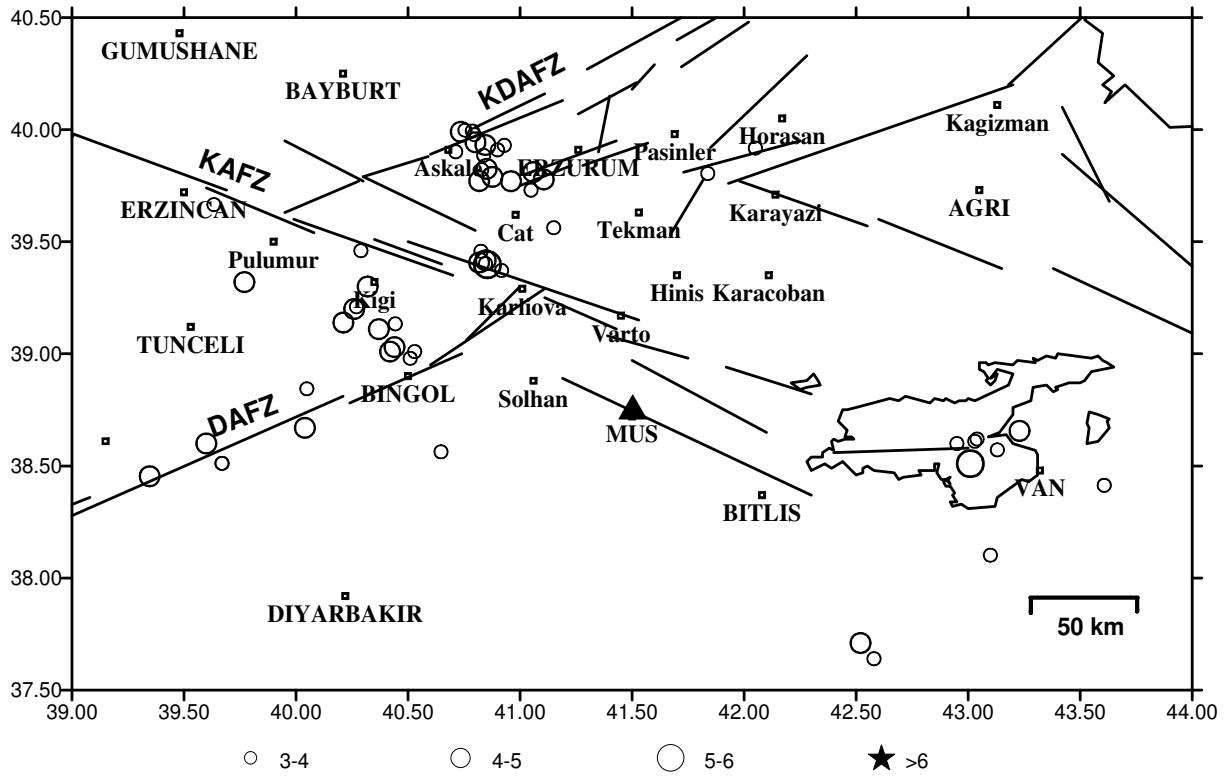 40.50
GUMUSHANE
BAYBURT
KDAFZ
40.00
Kagizman
Horasan
Pasinler
ERZURUM
Askale
KAFZ
ERZINCAN
AGRI
Karayazi
Tekman
Cat
39.50
Pulumur
Kigi
Hinis
Karacoban
Karliova
Varto
TUNCELI
39.00
BINGOL
Solhan
DAFZ
MUS
38.50
VAN
BITLIS
38.00
DIYARBAKIR
50 km
37.50
39.00 39.50 40.00 40.50 41.00 41.50 42.00 42.50 43.00 43.50 44.00
3-4 4-5 5-6 >6